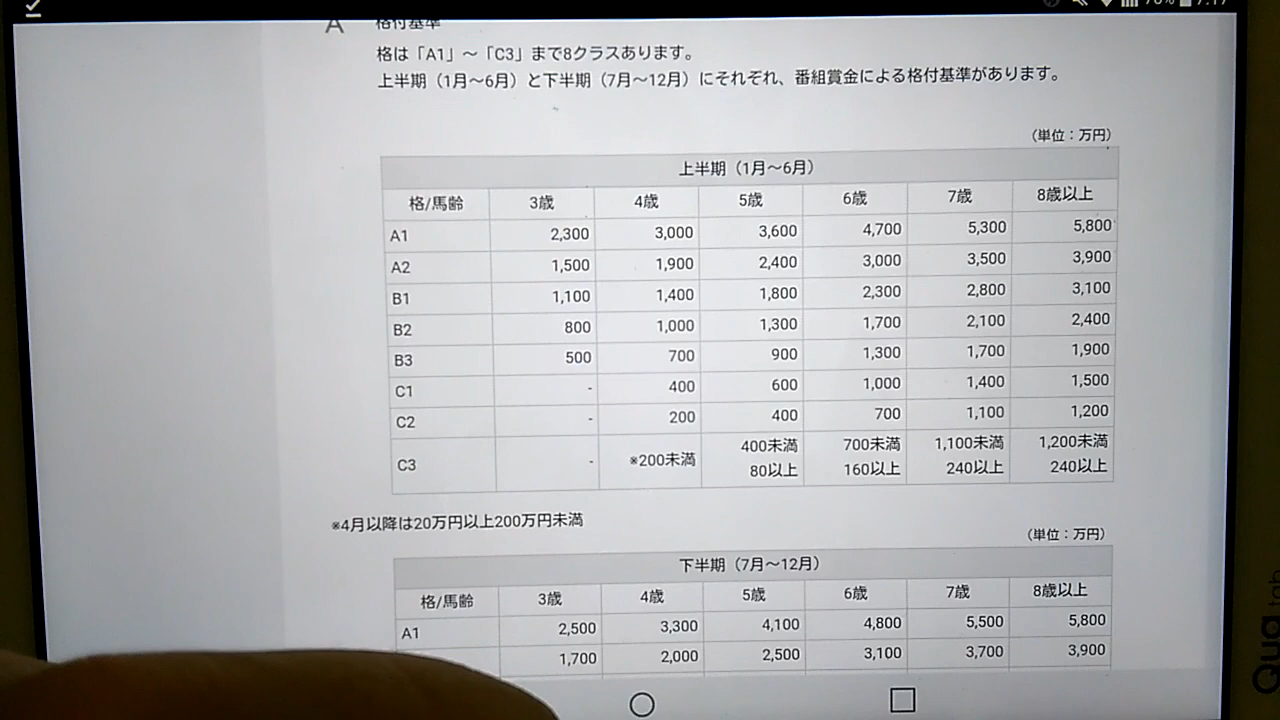 A 格付基準
格は「A1」～「C3」まで8クラスあります。
上半期（1月～6月）と下半期（7月～12月）にそれぞれ、番組賞金による格付基準があります。
（単位：万円）
上半期（1月～6月）
格/馬齢 3歳 4歳 5歳 6歳 7歳 8歳以上
A1 2,300 3,000 3,600 4,700 5,300 5,800
A2 1,500 1,900 2,400 3,000 3,500 3,900
B1 1,100 1,400 1,800 2,300 2,800 3,100
B2 800 1,000 1,300 1,700 2,100 2,400
B3 500 700 900 1,300 1,700 1,900
C1 - 400 600 1,000 1,400 1,500
C2 - 200 400 700 1,100 1,200
C3 - ※200未満 400未満 80以上 700未満 160以上 1,100未満 240以上 1,200未満 240以上
※4月以降は20万円以上200万円未満
（単位：万円）
下半期（7月～12月）
格/馬齢 3歳 4歳 5歳 6歳 7歳 8歳以上
A1 2,500 3,300 4,100 4,800 5,500 5,800
1,700 2,000 2,500 3,100 3,700 3,900
Qua tab